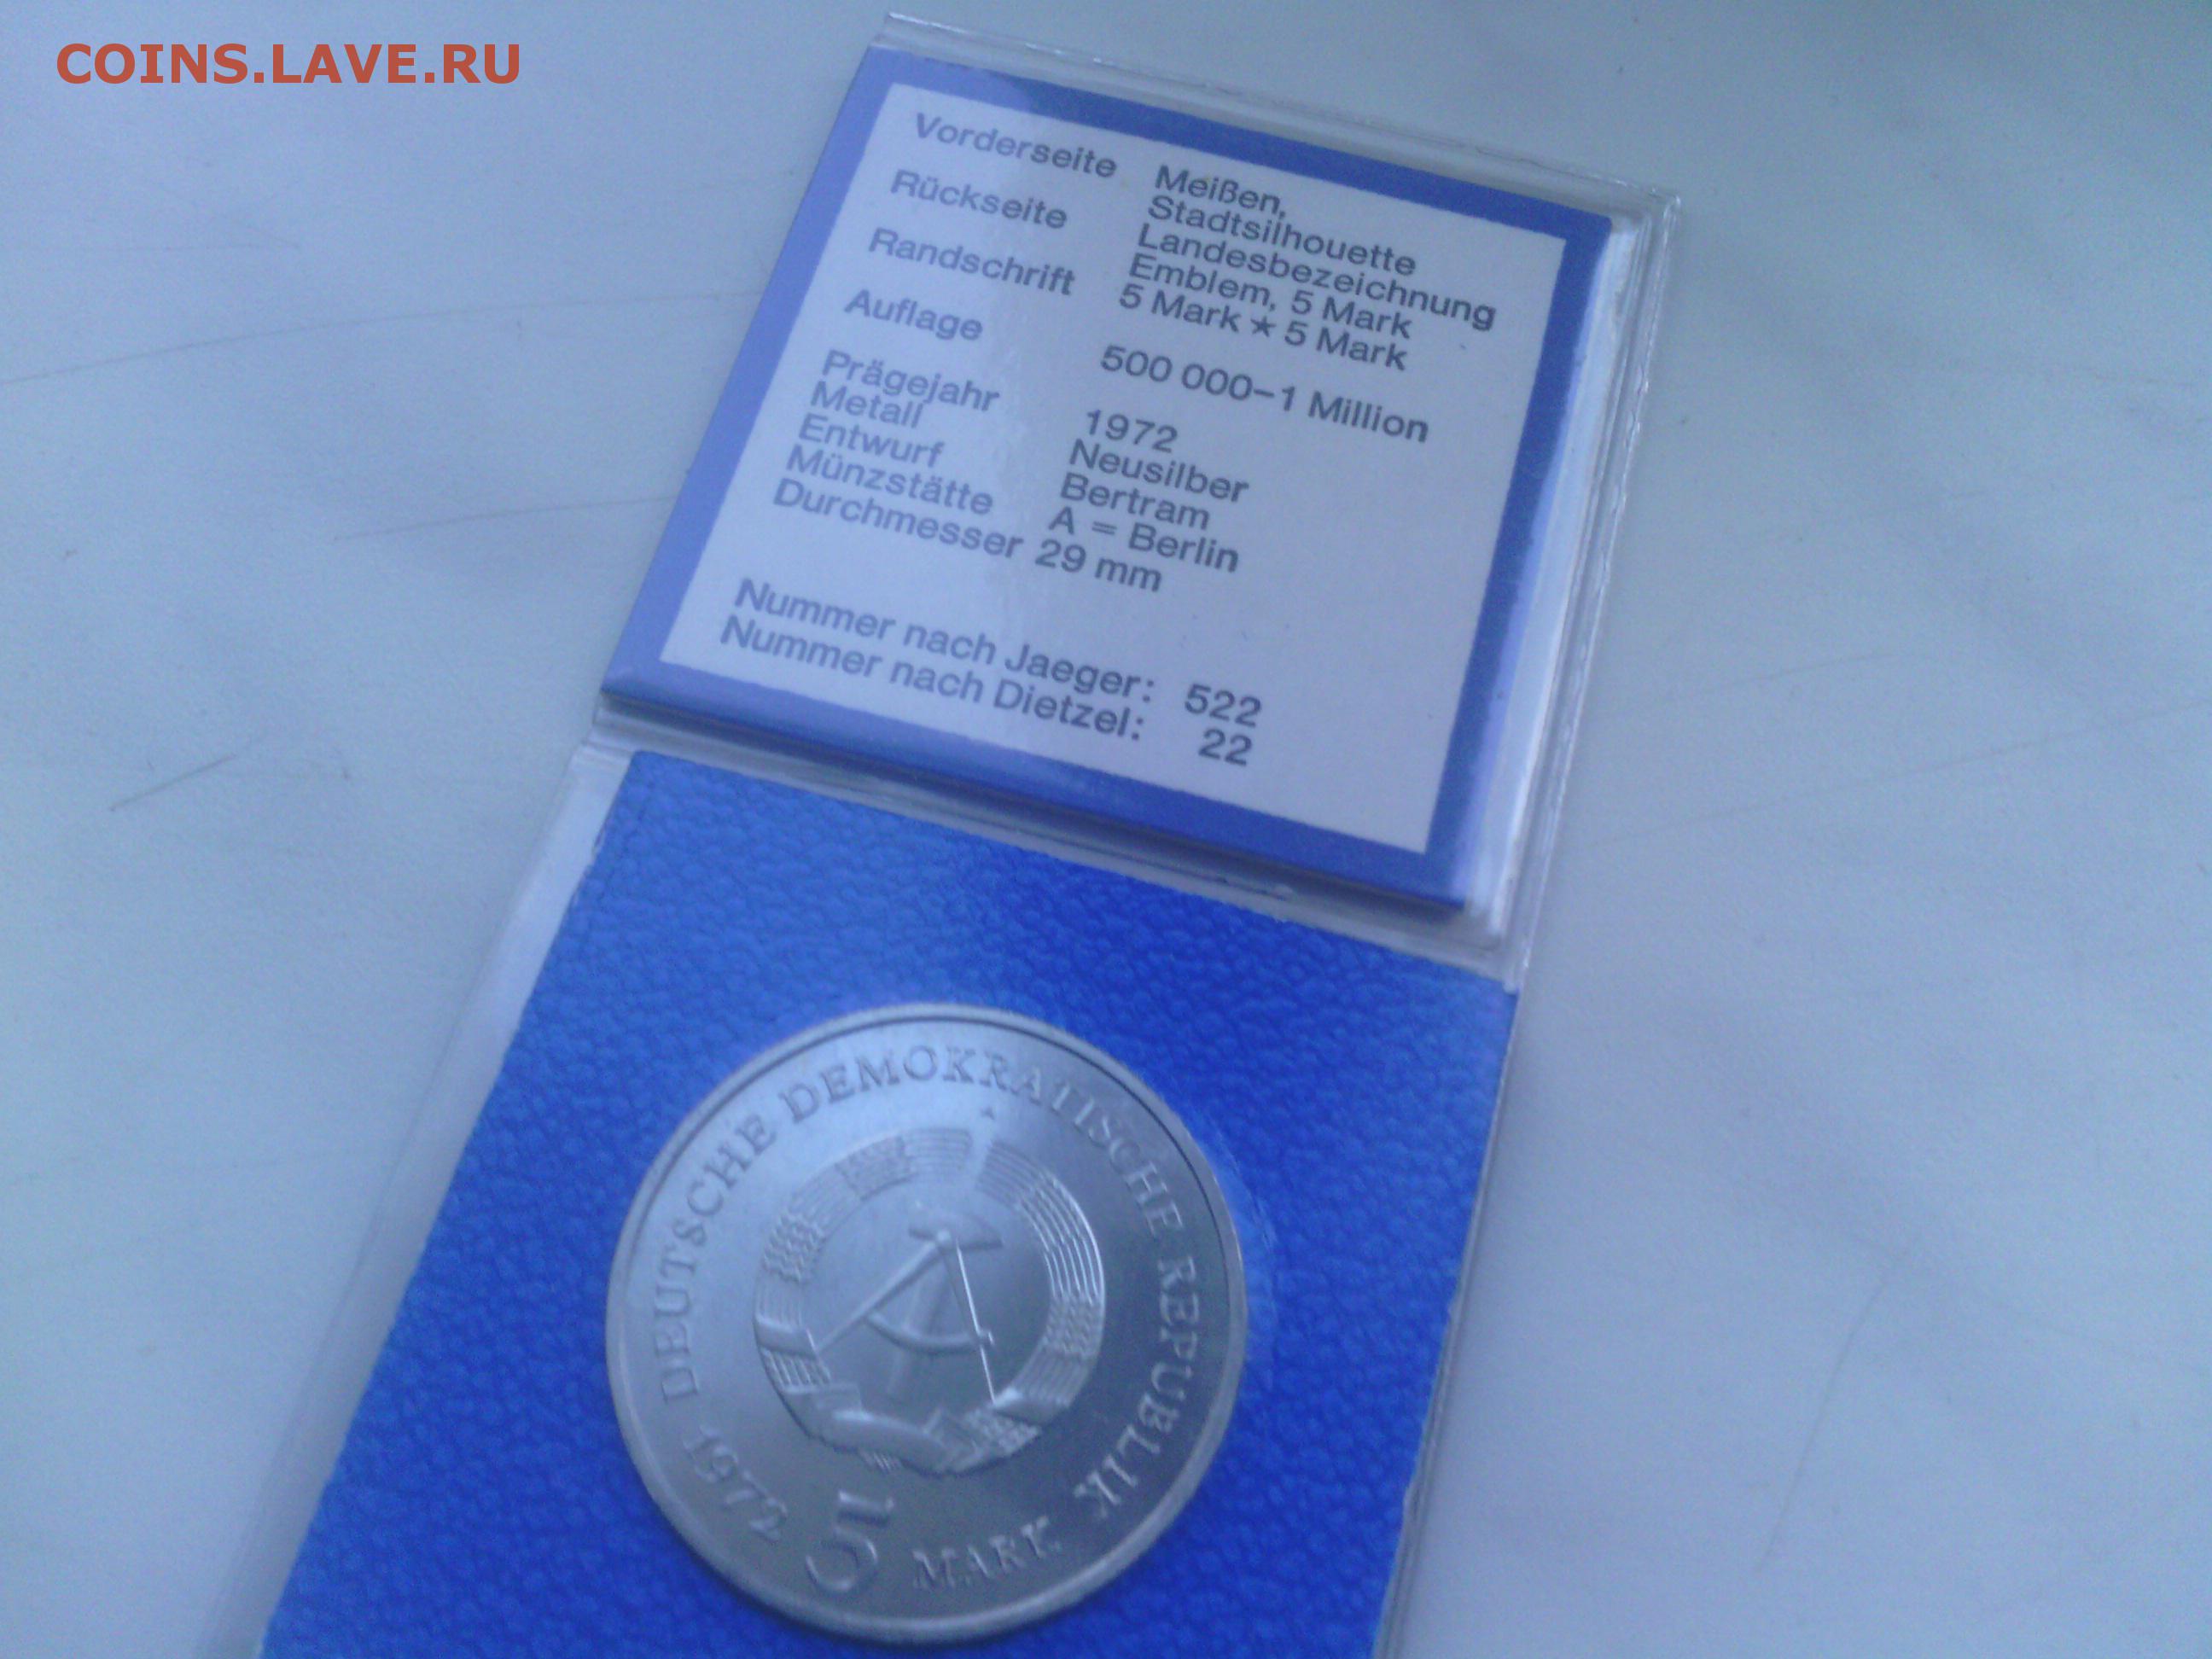 COINS.LAVE.RU
Vorderseite Meißen,
Stadtsilhouette
Rückseite Landesbezeichnung
Emblem, 5 Mark
Randschrift 5 Mark ★ 5 Mark
Auflage 500 000–1 Million
Prägejahr 1972
Metall Neusilber
Entwurf Bertram
Münzstätte A = Berlin
Durchmesser 29 mm
Nummer nach Jaeger: 522
Nummer nach Dietzel: 22
DEUTSCHE DEMOKRATISCHE REPUBLIK
1972
5 MARK